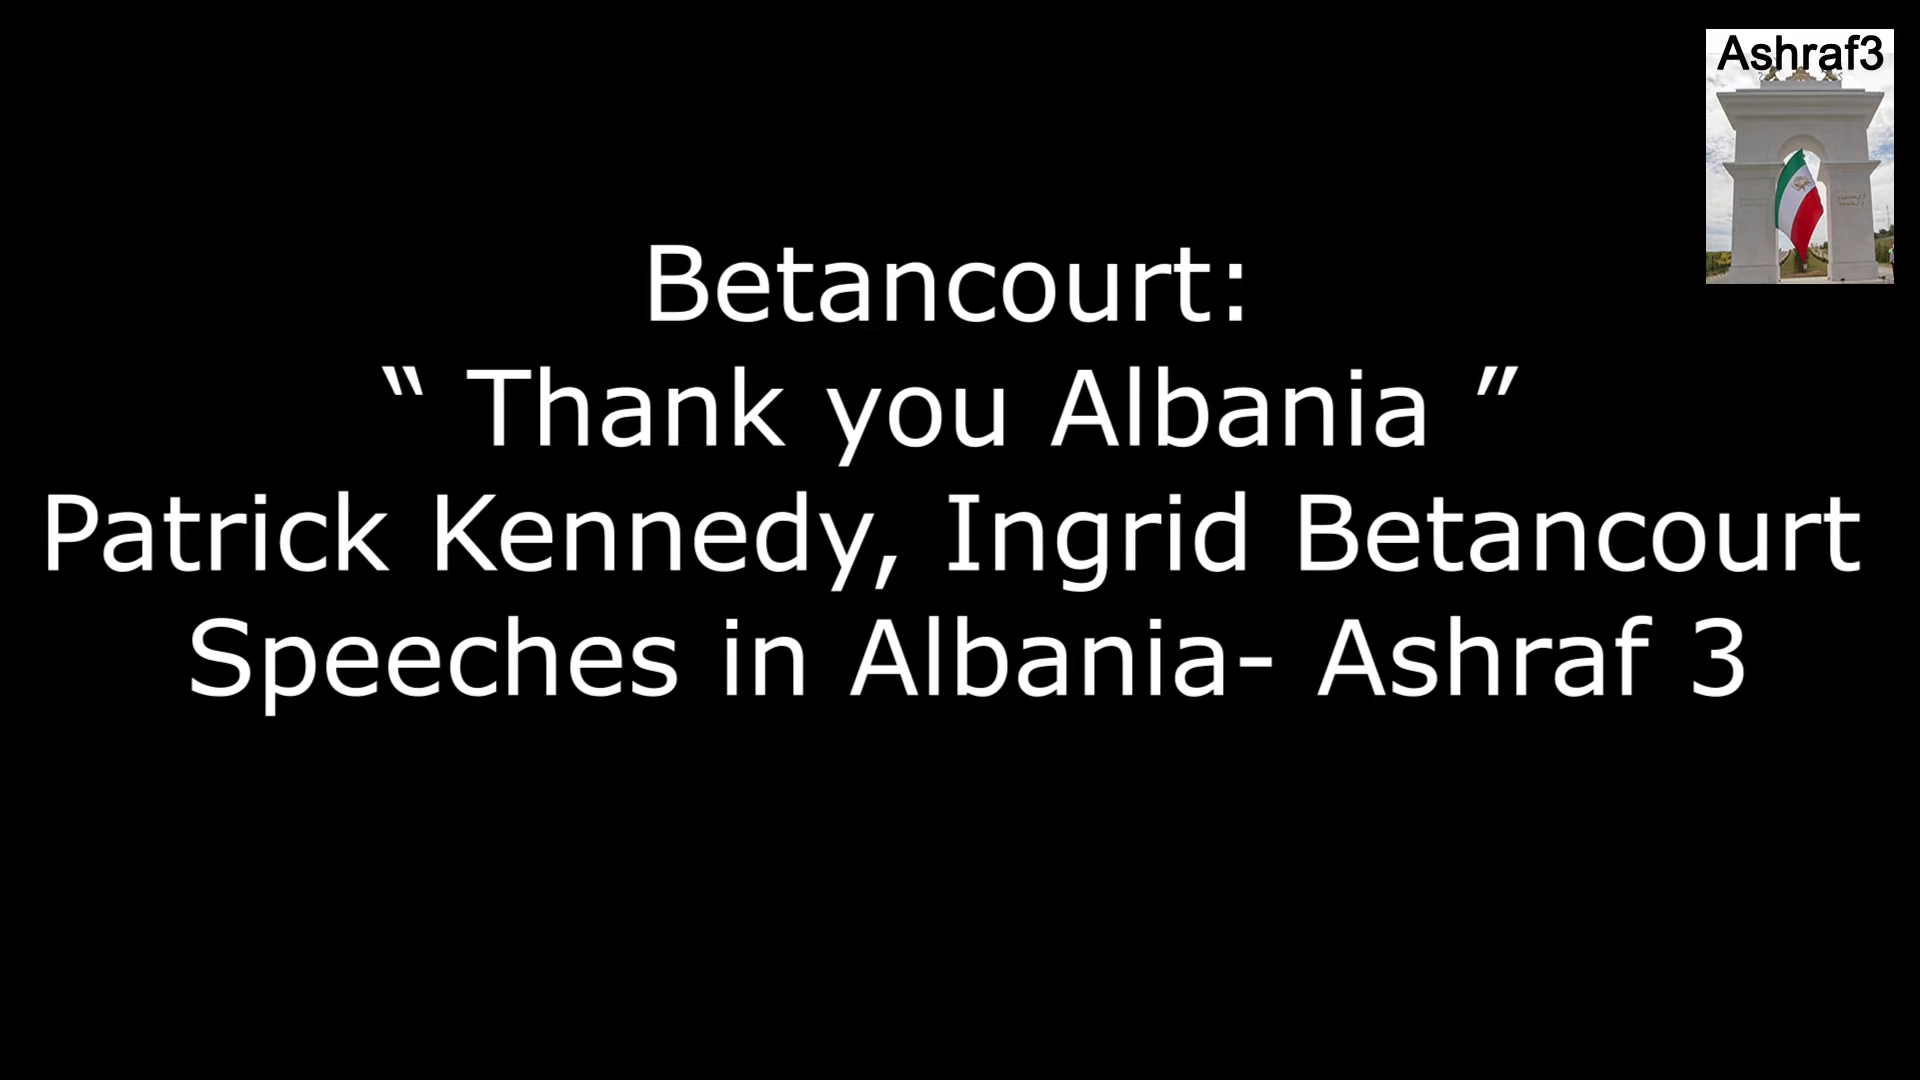 Ashraf3
Betancourt:
“ Thank you Albania ”
Patrick Kennedy, Ingrid Betancourt
Speeches in Albania- Ashraf 3